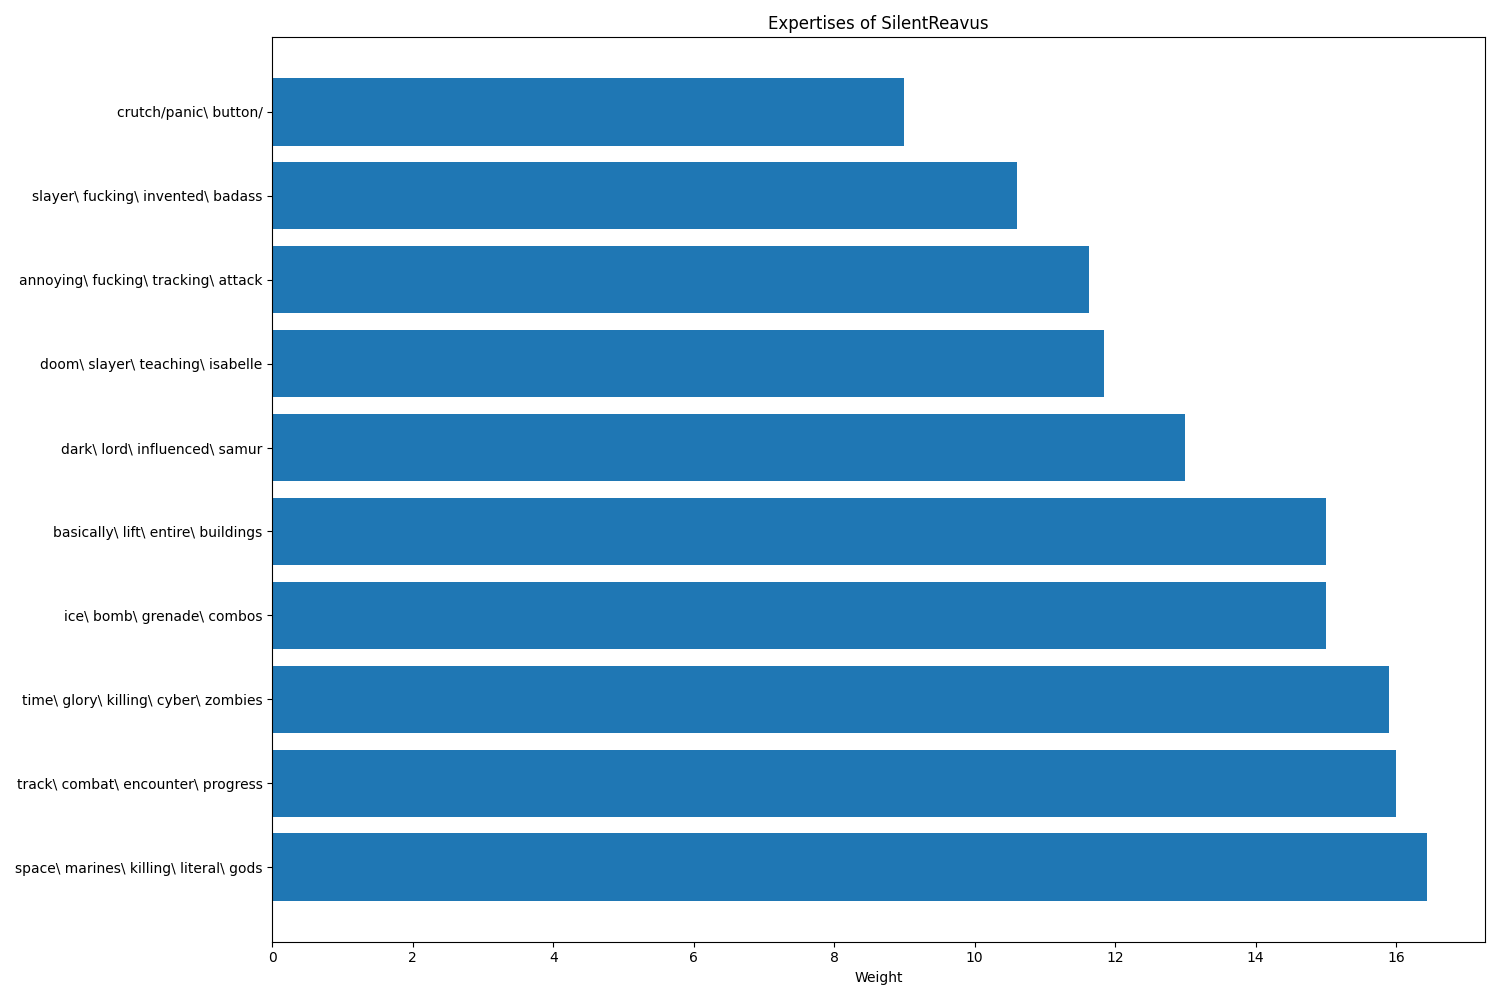 Expertises of SilentReavus
crutch/panic\ button/
slayer\ fucking\ invented\ badass
annoying\ fucking\ tracking\ attack
doom\ slayer\ teaching\ isabelle
dark\ lord\ influenced\ samur
basically\ lift\ entire\ buildings
ice\ bomb\ grenade\ combos
time\ glory\ killing\ cyber\ zombies
track\ combat\ encounter\ progress
space\ marines\ killing\ literal\ gods
0 2 4 6 8 10 12 14 16
Weight